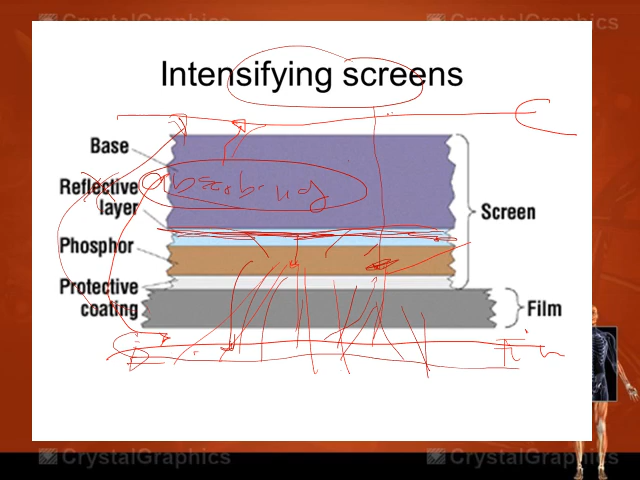 CrystalGraphics CrystalGraphics
Intensifying screens
Base
Reflective
layer
Phosphor
Protective
coating
Screen
Film
CrystalGraphics CrystalGraphics